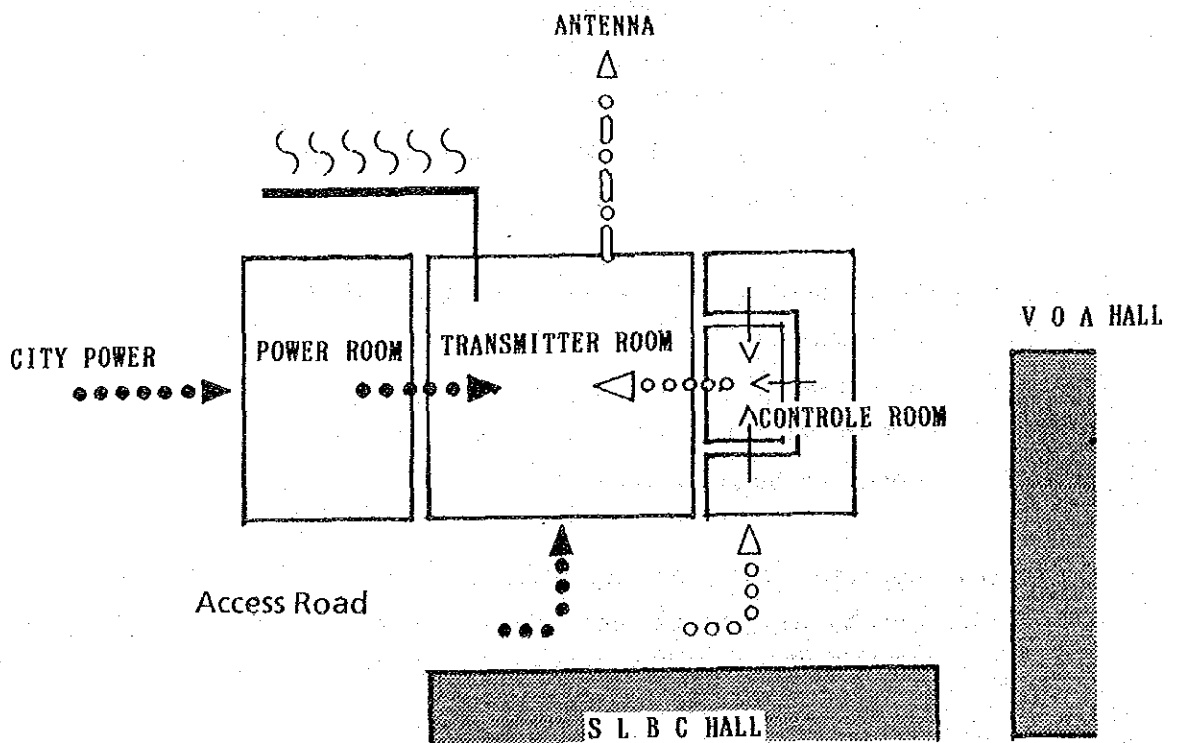 ANTENNA
V O A HALL
CITY POWER
POWER ROOM
TRANSMITTER ROOM
CONTROLE ROOM
Access Road
S L B C HALL